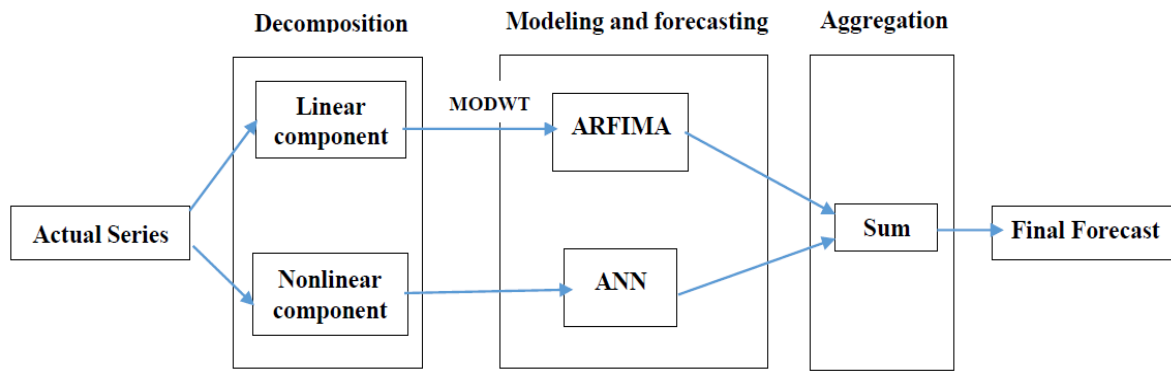 Decomposition
Modeling and forecasting
Aggregation
Linear
component
MODWT
ARFIMA
Actual Series
Sum
Final Forecast
Nonlinear
component
ANN